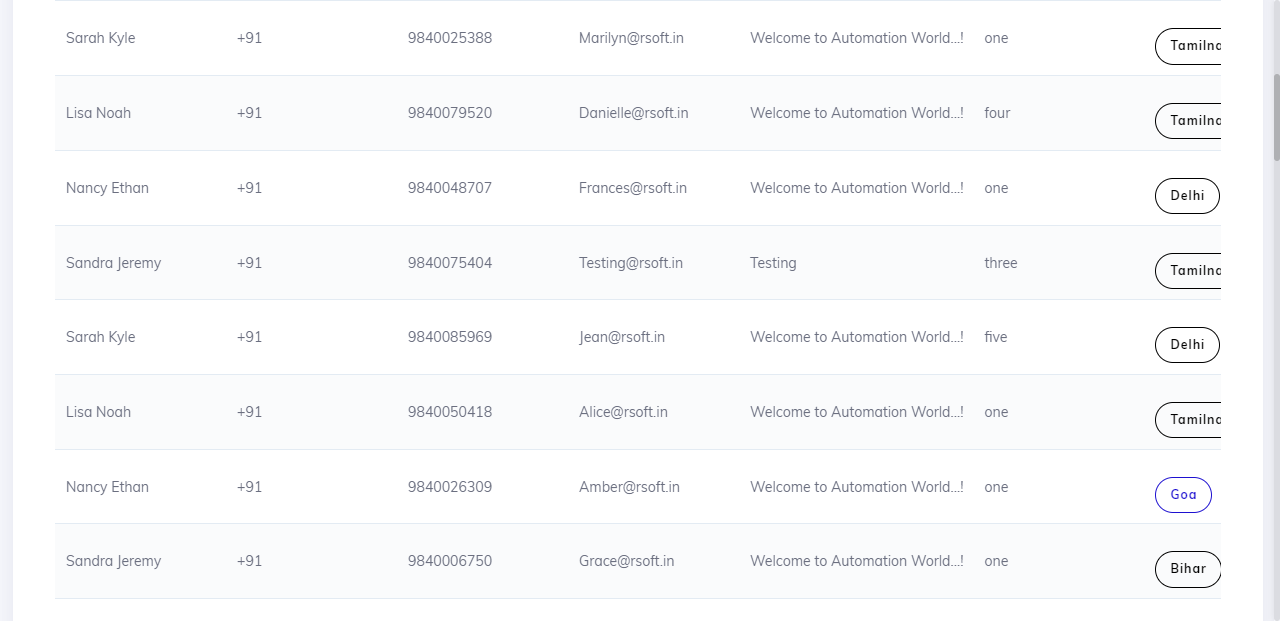 Sarah Kyle +91 9840025388 Marilyn@rsoft.in Welcome to Automation World...! one
Lisa Noah +91 9840079520 Danielle@rsoft.in Welcome to Automation World...! four
Nancy Ethan +91 9840048707 Frances@rsoft.in Welcome to Automation World...! one Delhi
Sandra Jeremy +91 9840075404 Testing@rsoft.in Testing three
Sarah Kyle +91 9840085969 Jean@rsoft.in Welcome to Automation World...! five Delhi
Lisa Noah +91 9840050418 Alice@rsoft.in Welcome to Automation World...! one
Nancy Ethan +91 9840026309 Amber@rsoft.in Welcome to Automation World...! one Goa
Sandra Jeremy +91 9840006750 Grace@rsoft.in Welcome to Automation World...! one Bihar